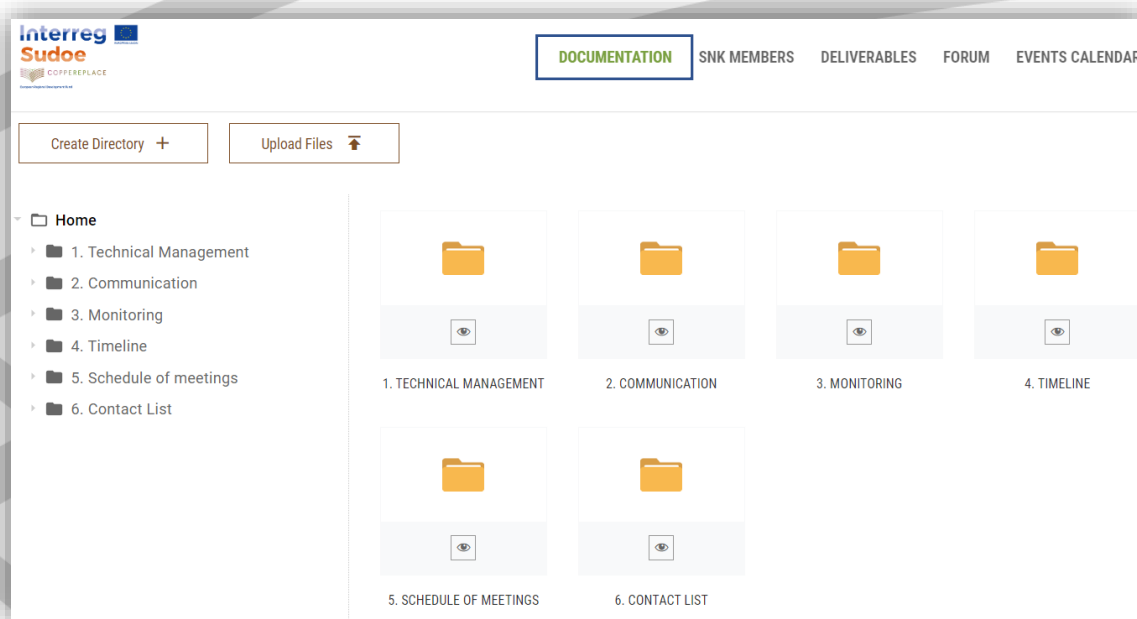 Interreg
Sudoe
COPPEREPLACE
DOCUMENTATION SNK MEMBERS DELIVERABLES FORUM EVENTS CALENDAR
Create Directory +
Upload Files
Home
1. Technical Management
2. Communication
3. Monitoring
4. Timeline
5. Schedule of meetings
6. Contact List
1. TECHNICAL MANAGEMENT
2. COMMUNICATION
3. MONITORING
4. TIMELINE
5. SCHEDULE OF MEETINGS
6. CONTACT LIST